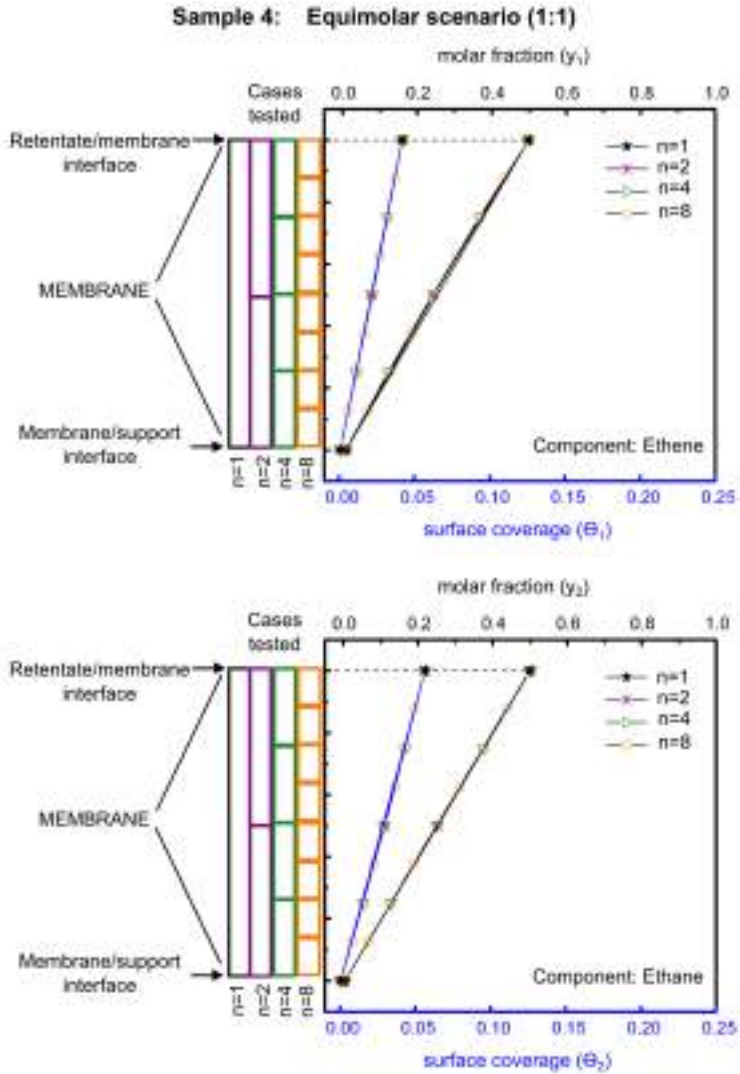 Sample 4: Equimolar scenario (1:1)
molar fraction (y1)
0.0 0.2 0.4 0.6 0.8 1.0
Cases
tested
Retentate/membrane
interface
n=1
n=2
n=4
n=8
MEMBRANE
Membrane/support
interface
Component: Ethene
n=1
n=2
n=4
n=8
0.00 0.05 0.10 0.15 0.20 0.25
surface coverage (Θ1)
molar fraction (y2)
0.0 0.2 0.4 0.6 0.8 1.0
Cases
tested
Retentate/membrane
interface
n=1
n=2
n=4
n=8
MEMBRANE
Membrane/support
interface
Component: Ethane
n=1
n=2
n=4
n=8
0.00 0.05 0.10 0.15 0.20 0.25
surface coverage (Θ2)